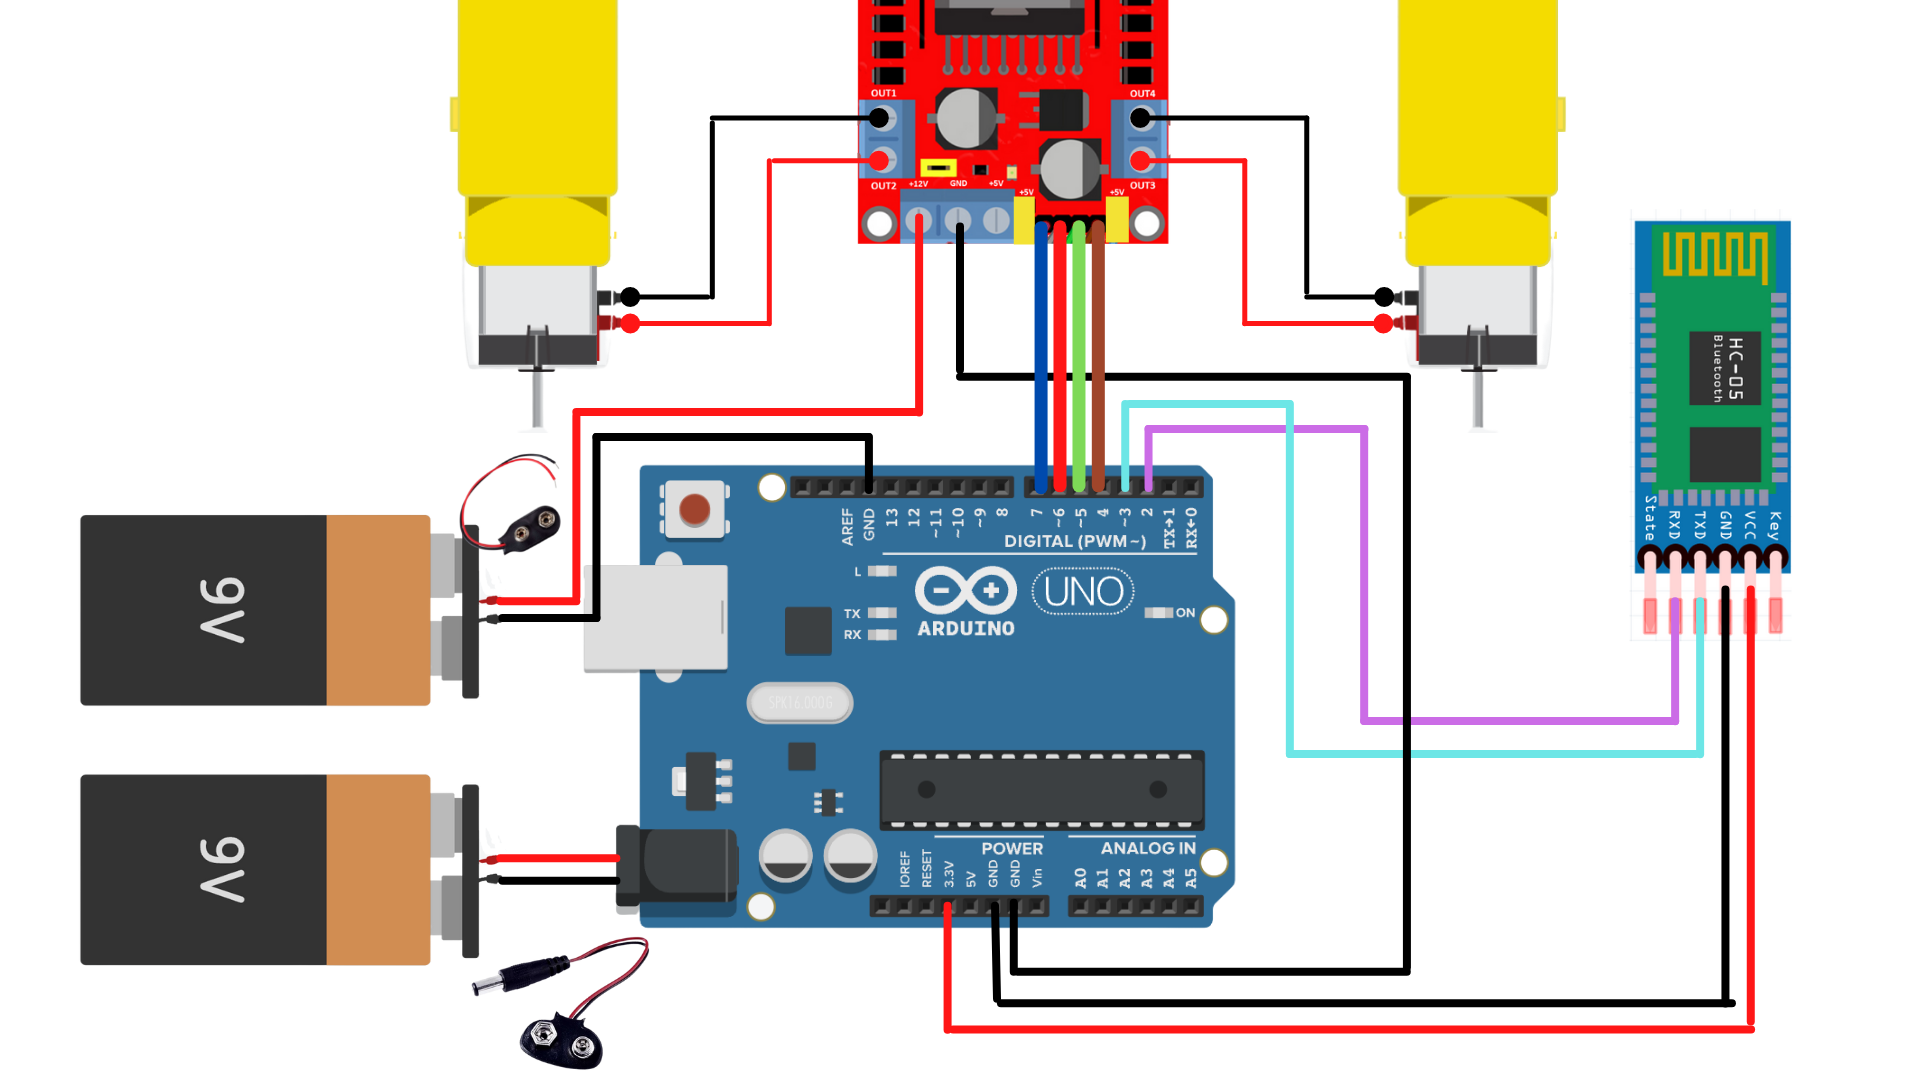 OUT1
OUT4
OUT2
+12V
GND
+5V
+5V
+5V
OUT3
HC-05
Bluetooth
State
RXD
TXD
GND
VCC
Key
AREF
GND
13
12
~11
~10
~9
8
7
~6
~5
4
~3
2
TX→1
RX←0
DIGITAL (PWM~)
L
TX
RX
UNO
ARDUINO
ON
9V
SPK16.000G
9V
POWER
ANALOG IN
IOREF
RESET
3.3V
5V
GND
GND
Vin
A0
A1
A2
A3
A4
A5